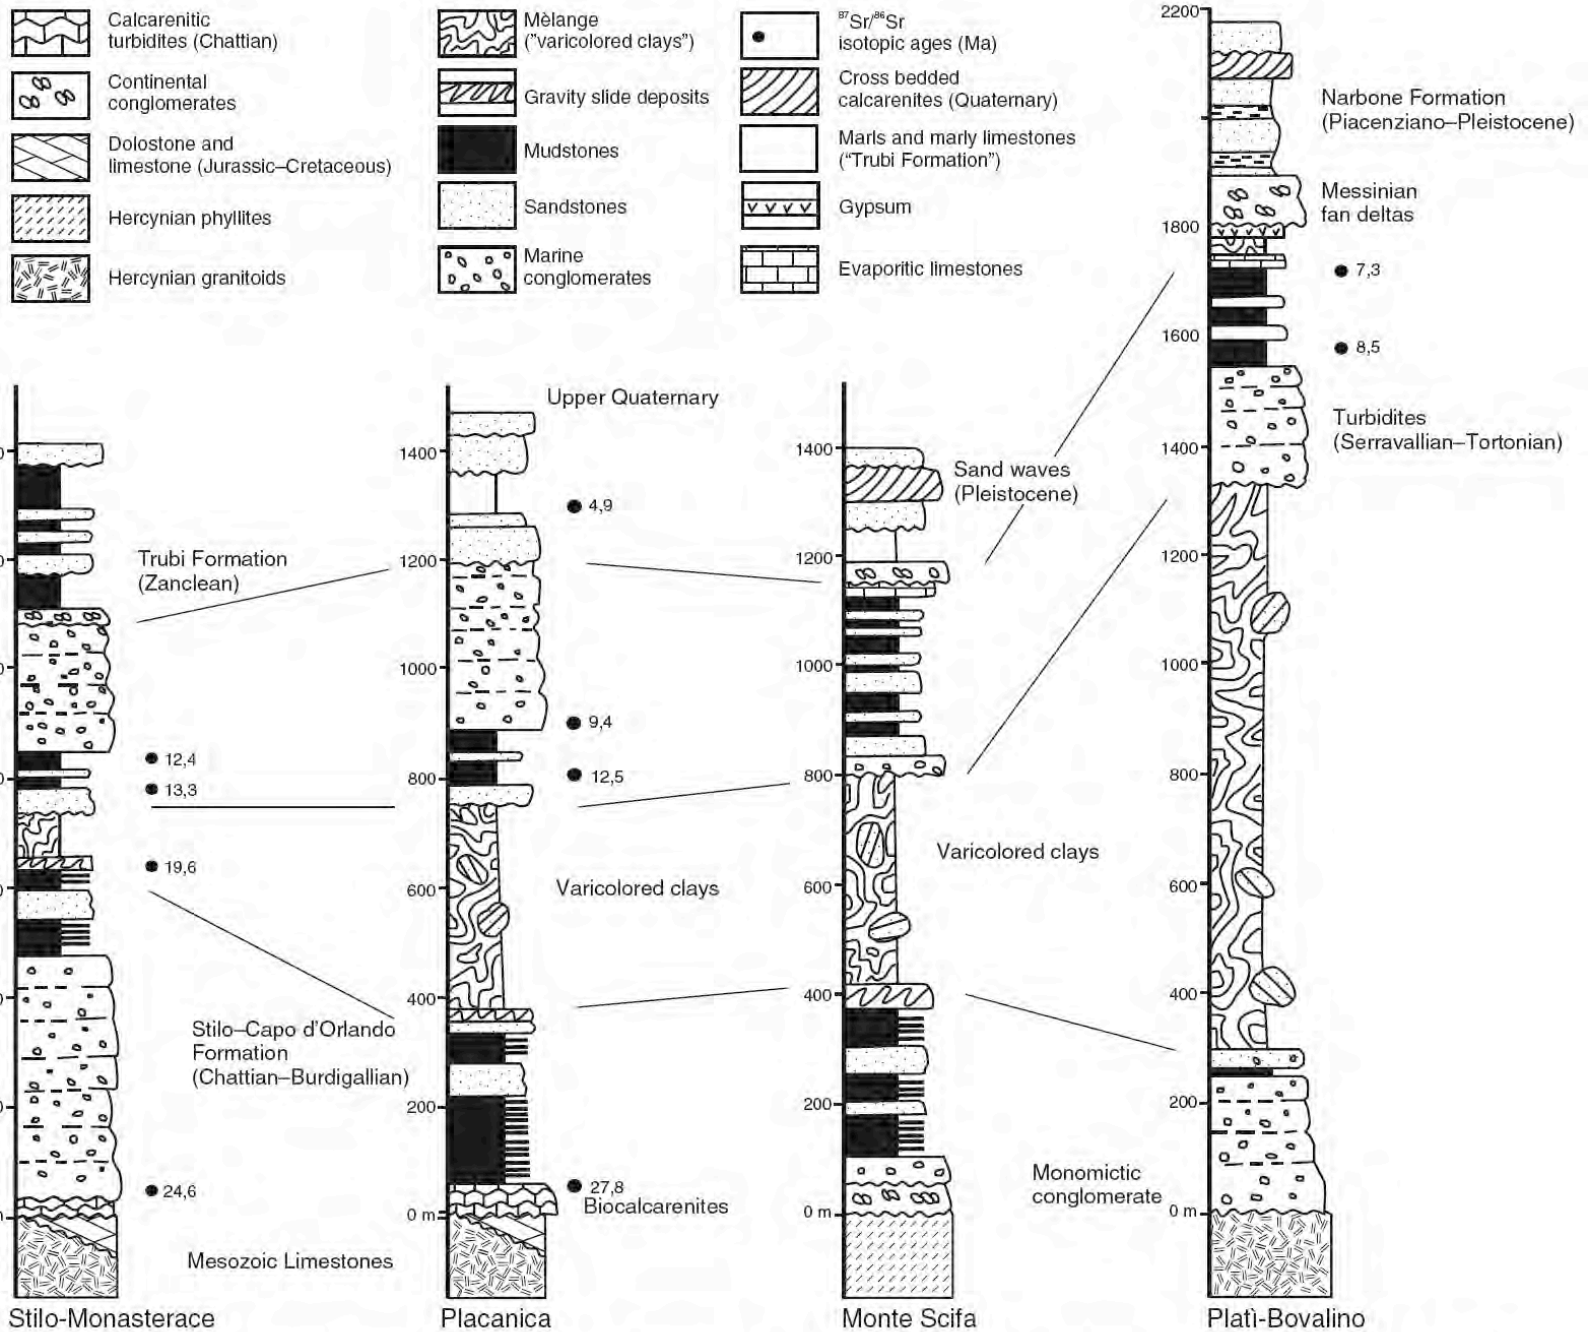 Calcarenitic
turbidites (Chattian)
Continental
conglomerates
Dolostone and
limestone (Jurassic–Cretaceous)
Hercynian phyllites
Hercynian granitoids
Mèlange
("varicolored clays")
Gravity slide deposits
Mudstones
Sandstones
Marine
conglomerates
87Sr/86Sr
isotopic ages (Ma)
Cross bedded
calcarenites (Quaternary)
Marls and marly limestones
("Trubi Formation")
Gypsum
Evaporitic limestones
Trubi Formation
(Zanclean)
12,4
13,3
19,6
Stilo–Capo d'Orlando
Formation
(Chattian–Burdigallian)
24,6
Mesozoic Limestones
Stilo-Monasterace
Upper Quaternary
1400
4,9
1200
1000
9,4
800
12,5
600
Varicolored clays
400
200
27,8
Biocalcarenites
0 m
Placanica
1400
Sand waves
(Pleistocene)
1200
1000
800
Varicolored clays
600
400
200
Monomictic
conglomerate
0 m
Monte Scifa
2200
Narbone Formation
(Piacenziano–Pleistocene)
Messinian
fan deltas
1800
7,3
1600
8,5
Turbidites
(Serravallian–Tortonian)
1400
1200
1000
800
600
400
200
0 m
Platì-Bovalino